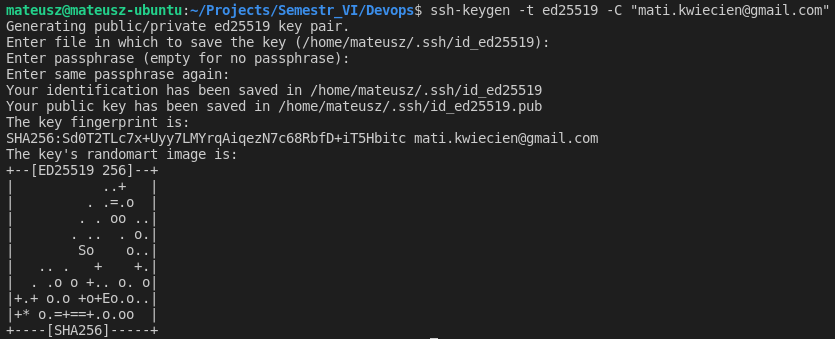 mateusz@mateusz-ubuntu:~/Projects/Semestr_VI/Devops$ ssh-keygen -t ed25519 -C "mati.kwiecien@gmail.com"
Generating public/private ed25519 key pair.
Enter file in which to save the key (/home/mateusz/.ssh/id_ed25519):
Enter passphrase (empty for no passphrase):
Enter same passphrase again:
Your identification has been saved in /home/mateusz/.ssh/id_ed25519
Your public key has been saved in /home/mateusz/.ssh/id_ed25519.pub
The key fingerprint is:
SHA256:Sd0T2TLc7x+Uyy7LMYrqAiqezN7c68RbfD+iT5Hbitc mati.kwiecien@gmail.com
The key's randomart image is:
+--[ED25519 256]--+
|           ..+   |
|         . .=.o  |
|        . . oo ..|
|       . ..  . o.|
|        So    o..|
|   .. .   +    +.|
|  . .o o +.. o. o|
|+.+ o.o +o+Eo.o..|
|+* o.=+==+.o.oo  |
+----[SHA256]-----+